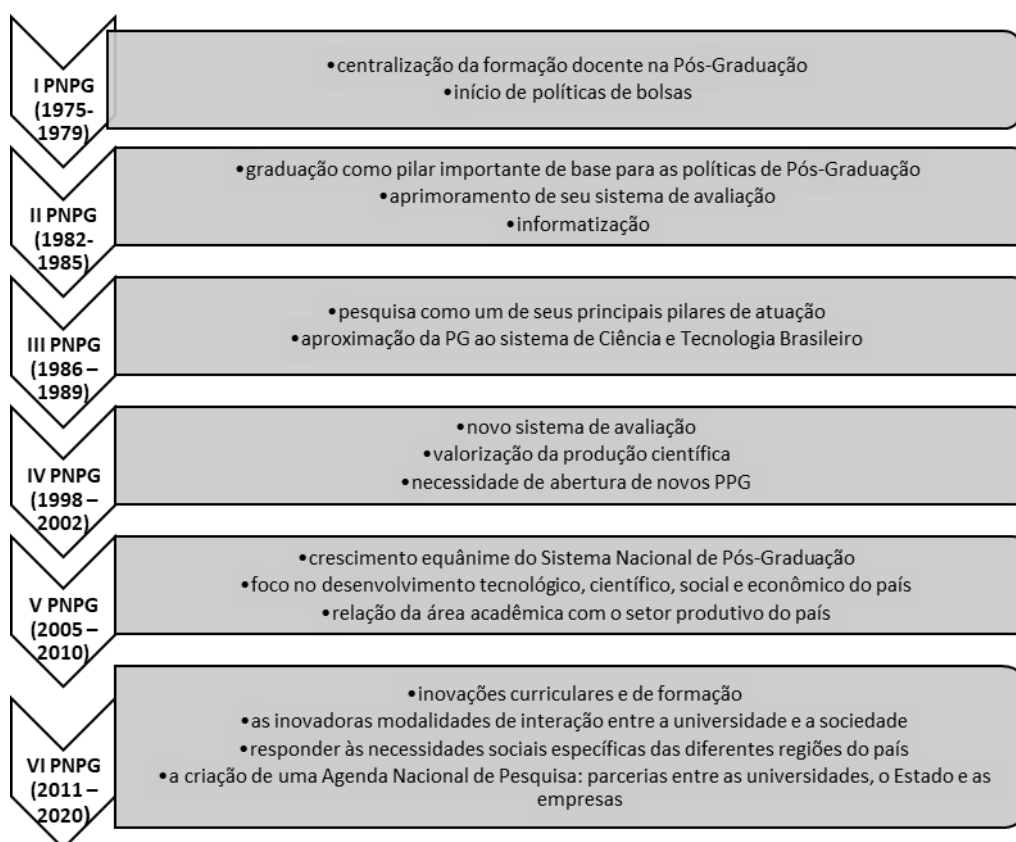 I PNPG
(1975-
1979)
•centralização da formação docente na Pós-Graduação
•início de políticas de bolsas
II PNPG
(1982-
1985)
•graduação como pilar importante de base para as políticas de Pós-Graduação
•aprimoramento de seu sistema de avaliação
•informatização
III PNPG
(1986 –
1989)
•pesquisa como um de seus principais pilares de atuação
•aproximação da PG ao sistema de Ciência e Tecnologia Brasileiro
IV PNPG
(1998 –
2002)
•novo sistema de avaliação
•valorização da produção científica
•necessidade de abertura de novos PPG
V PNPG
(2005 –
2010)
•crescimento equânime do Sistema Nacional de Pós-Graduação
•foco no desenvolvimento tecnológico, científico, social e econômico do país
•relação da área acadêmica com o setor produtivo do país
VI PNPG
(2011 –
2020)
•inovações curriculares e de formação
•as inovadoras modalidades de interação entre a universidade e a sociedade
•responder às necessidades sociais específicas das diferentes regiões do país
•a criação de uma Agenda Nacional de Pesquisa: parcerias entre as universidades, o Estado e as
empresas